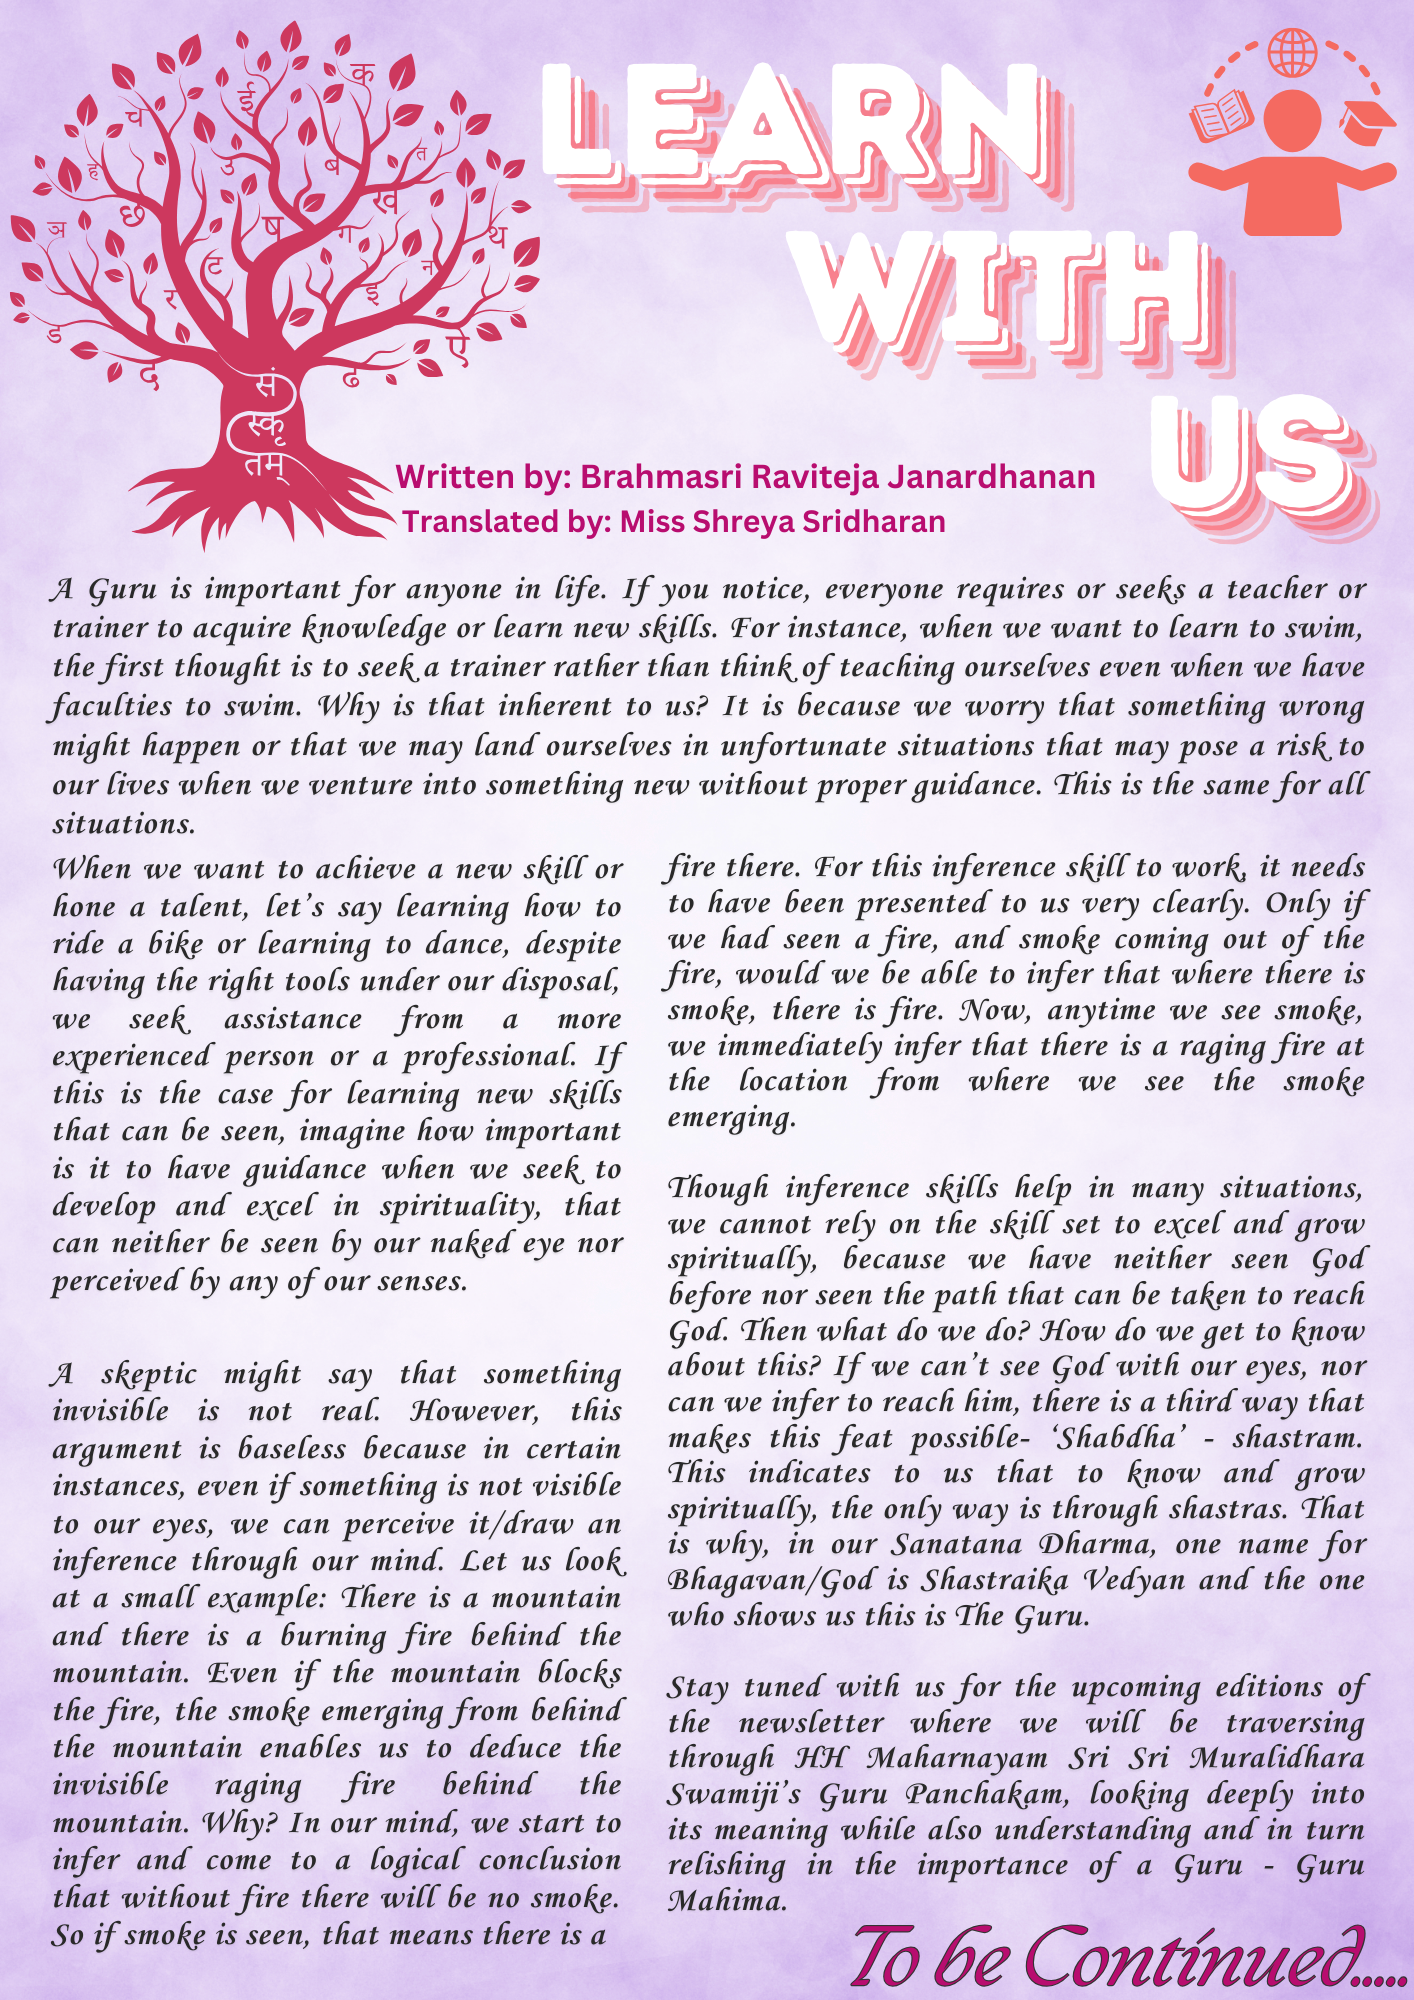 LEARN
WITH
US
च
ई
क
ह
उ
ब
त
छ
ष
ख
ञ
ग
थ
ट
न
र
इ
ड
ऐ
द
ढ
सं
स्कृ
तम्
Written by: Brahmasri Raviteja Janardhanan
Translated by: Miss Shreya Sridharan
A Guru is important for anyone in life. If you notice, everyone requires or seeks a teacher or
trainer to acquire knowledge or learn new skills. For instance, when we want to learn to swim,
the first thought is to seek a trainer rather than think of teaching ourselves even when we have
faculties to swim. Why is that inherent to us? It is because we worry that something wrong
might happen or that we may land ourselves in unfortunate situations that may pose a risk to
our lives when we venture into something new without proper guidance. This is the same for all
situations.
When we want to achieve a new skill or
hone a talent, let's say learning how to
ride a bike or learning to dance, despite
having the right tools under our disposal,
we seek assistance from a more
experienced person or a professional. If
this is the case for learning new skills
that can be seen, imagine how important
is it to have guidance when we seek to
develop and excel in spirituality, that
can neither be seen by our naked eye nor
perceived by any of our senses.
A skeptic might say that something
invisible is not real. However, this
argument is baseless because in certain
instances, even if something is not visible
to our eyes, we can perceive it/draw an
inference through our mind. Let us look
at a small example: There is a mountain
and there is a burning fire behind the
mountain. Even if the mountain blocks
the fire, the smoke emerging from behind
the mountain enables us to deduce the
invisible raging fire behind the
mountain. Why? In our mind, we start to
infer and come to a logical conclusion
that without fire there will be no smoke.
So if smoke is seen, that means there is a
fire there. For this inference skill to work, it needs
to have been presented to us very clearly. Only if
we had seen a fire, and smoke coming out of the
fire, would we be able to infer that where there is
smoke, there is fire. Now, anytime we see smoke,
we immediately infer that there is a raging fire at
the location from where we see the smoke
emerging.
Though inference skills help in many situations,
we cannot rely on the skill set to excel and grow
spiritually, because we have neither seen God
before nor seen the path that can be taken to reach
God. Then what do we do? How do we get to know
about this? If we can't see God with our eyes, nor
can we infer to reach him, there is a third way that
makes this feat possible- ‘Shabdha’ - shastram.
This indicates to us that to know and grow
spiritually, the only way is through shastras. That
is why, in our Sanatana Dharma, one name for
Bhagavan/God is Shastraika Vedyan and the one
who shows us this is The Guru.
Stay tuned with us for the upcoming editions of
the newsletter where we will be traversing
through HH Maharnayam Sri Sri Muralidhara
Swamiji's Guru Panchakam, looking deeply into
its meaning while also understanding and in turn
relishing in the importance of a Guru - Guru
Mahima.
To be Continued.....